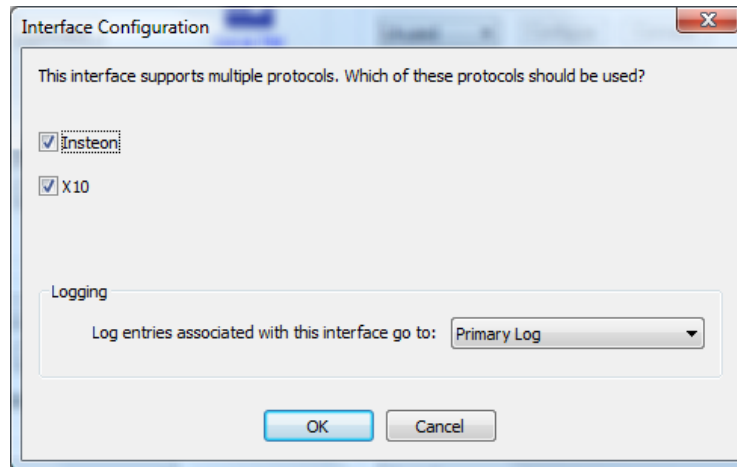 Interface Configuration
This interface supports multiple protocols. Which of these protocols should be used?
Insteon
X10
Logging
Log entries associated with this interface go to: Primary Log
OK Cancel